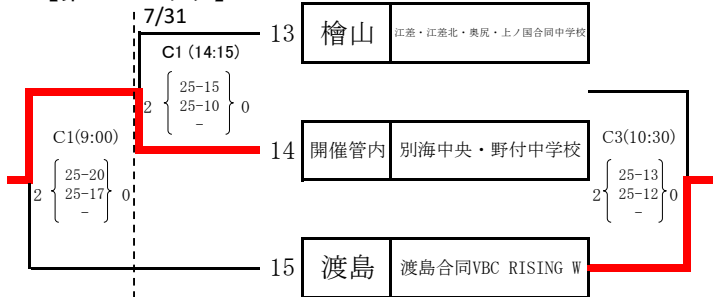 7/31
13 檜山 江差・江差北・奥尻・上ノ国合同中学校
C1 (14:15)
25-15
2 25-10 0
-
C1(9:00)
14 開催管内 別海中央・野付中学校
C3(10:30)
25-20
2 25-17 0
-
25-13
2 25-12 0
-
15 渡島 渡島合同VBC RISING W